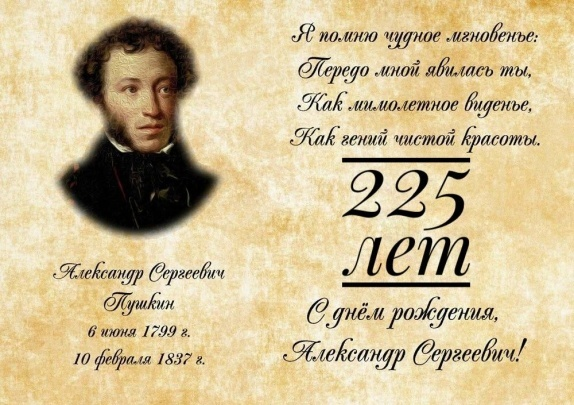 Я помню чудное мгновенье:
Передо мной явилась ты,
Как мимолетное виденье,
Как гений чистой красоты.
225
лет
С днём рождения,
Александр Сергеевич!
Александр Сергеевич
Пушкин
6 июня 1799 г.
10 февраля 1837 г.